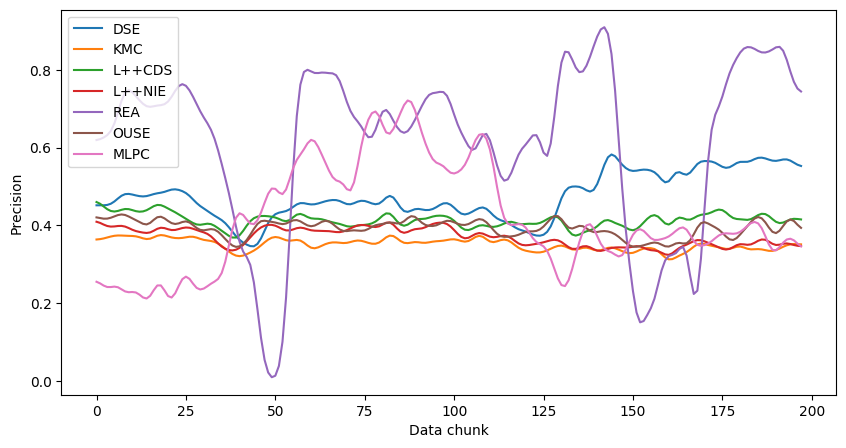 DSE
KMC
L++CDS
L++NIE
REA
OUSE
MLPC
Precision
0.8
0.6
0.4
0.2
0.0
0 25 50 75 100 125 150 175 200
Data chunk